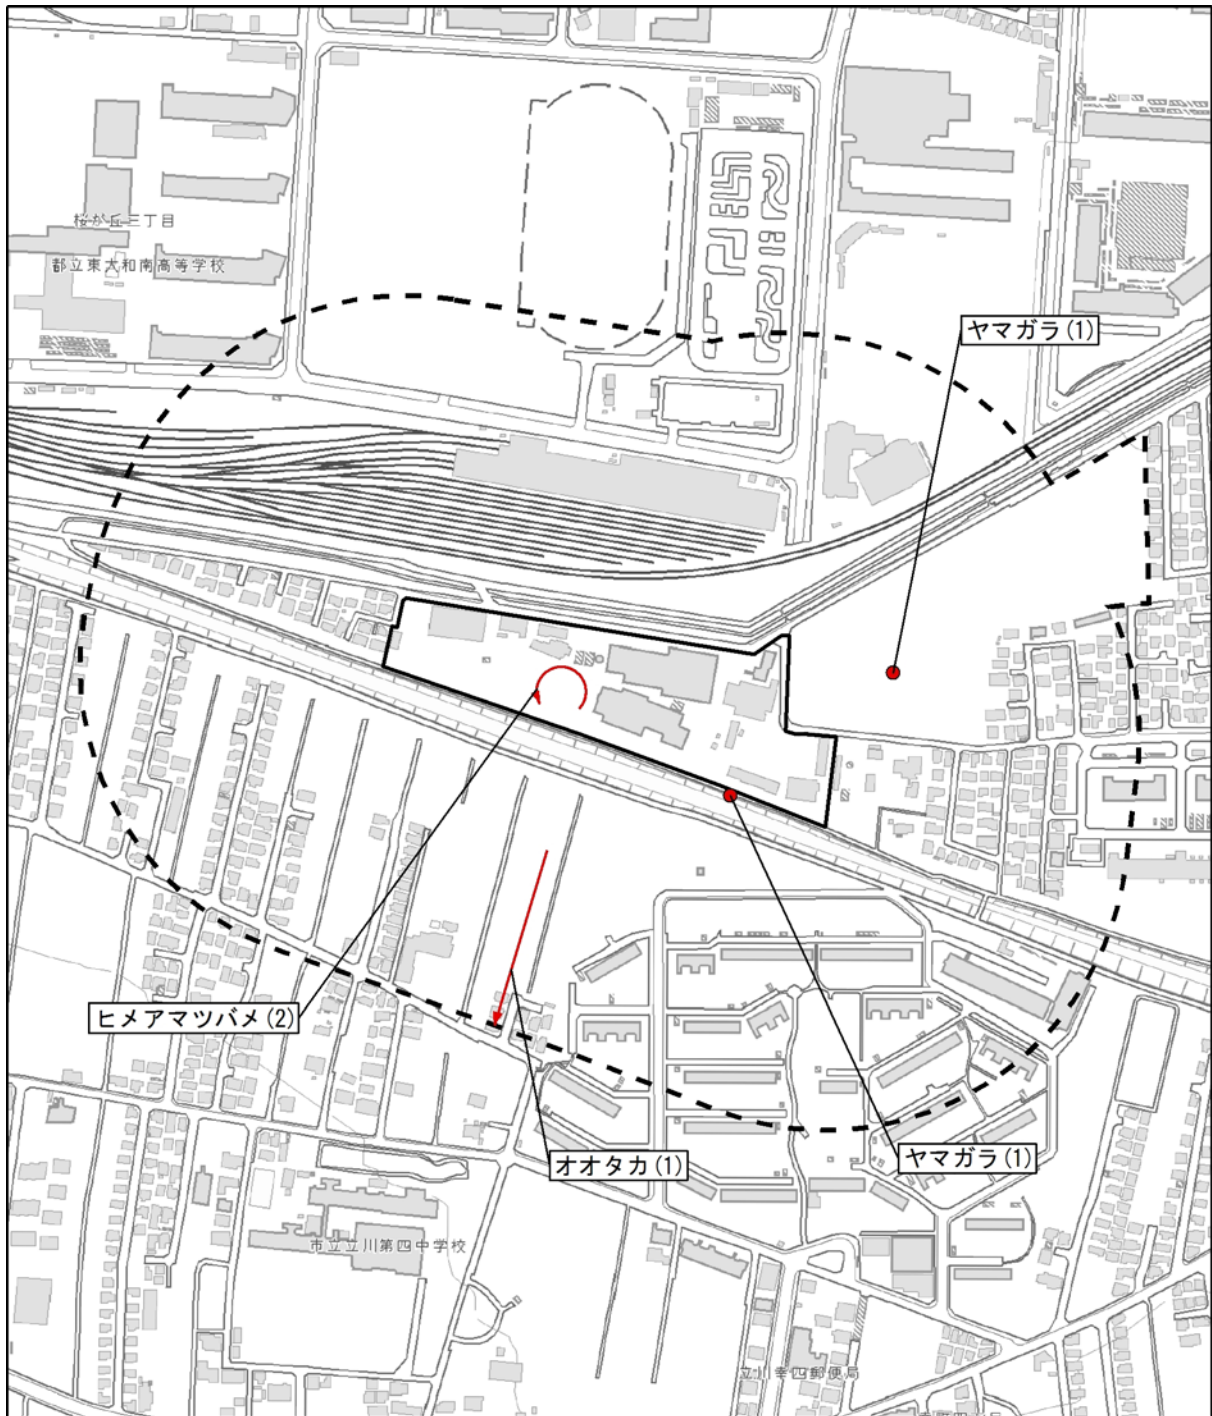 桜が丘三丁目
都立東大和南高等学校
ヤマガラ(1)
ヒメアマツバメ(2)
オオタカ(1)
ヤマガラ(1)
市立立川第四中学校
立川幸四郵便局